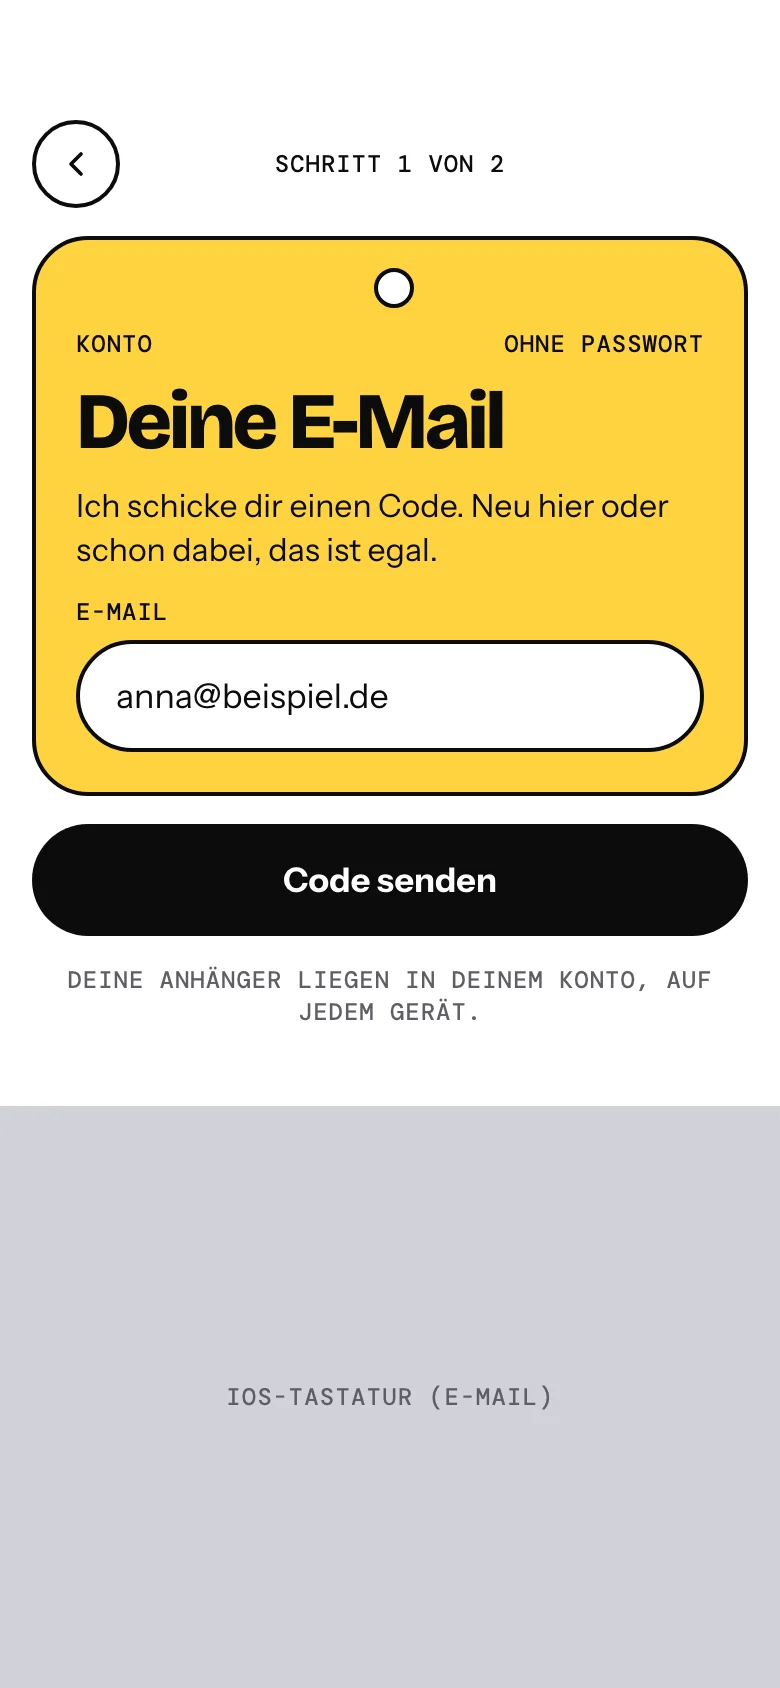 SCHRITT 1 VON 2
KONTO
OHNE PASSWORT
Deine E-Mail
Ich schicke dir einen Code. Neu hier oder
schon dabei, das ist egal.
E-MAIL
anna@beispiel.de
Code senden
DEINE ANHÄNGER LIEGEN IN DEINEM KONTO, AUF
JEDEM GERÄT.
IOS-TASTATUR (E-MAIL)